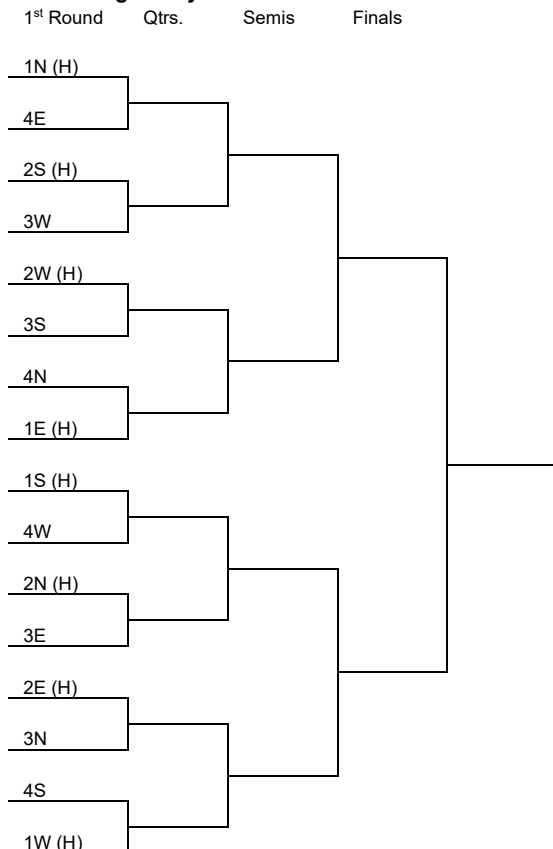 1st Round Qtrs. Semis Finals
1N (H)
4E
2S (H)
3W
2W (H)
3S
4N
1E (H)
1S (H)
4W
2N (H)
3E
2E (H)
3N
4S
1W (H)